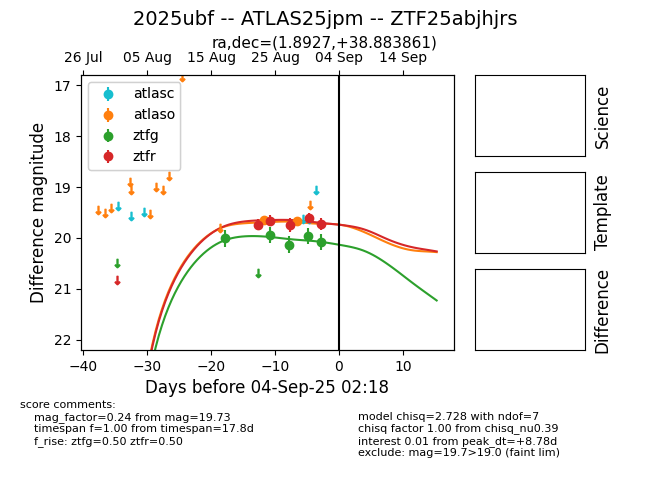 2025ubf -- ATLAS25jpm -- ZTF25abjhjrs
ra,dec=(1.8927,+38.883861)
26 Jul 05 Aug 15 Aug 25 Aug 04 Sep 14 Sep
atlasc
atlaso
ztfg
ztfr
17
18
19
20
21
22
Difference magnitude
−40 −30 −20 −10 0 10
Days before 04-Sep-25 02:18
Science
Template
Difference
score comments:
mag_factor=0.24 from mag=19.73
timespan f=1.00 from timespan=17.8d
f_rise: ztfg=0.50 ztfr=0.50
model chisq=2.728 with ndof=7
chisq factor 1.00 from chisq_nu0.39
interest 0.01 from peak_dt=+8.78d
exclude: mag=19.7>19.0 (faint lim)